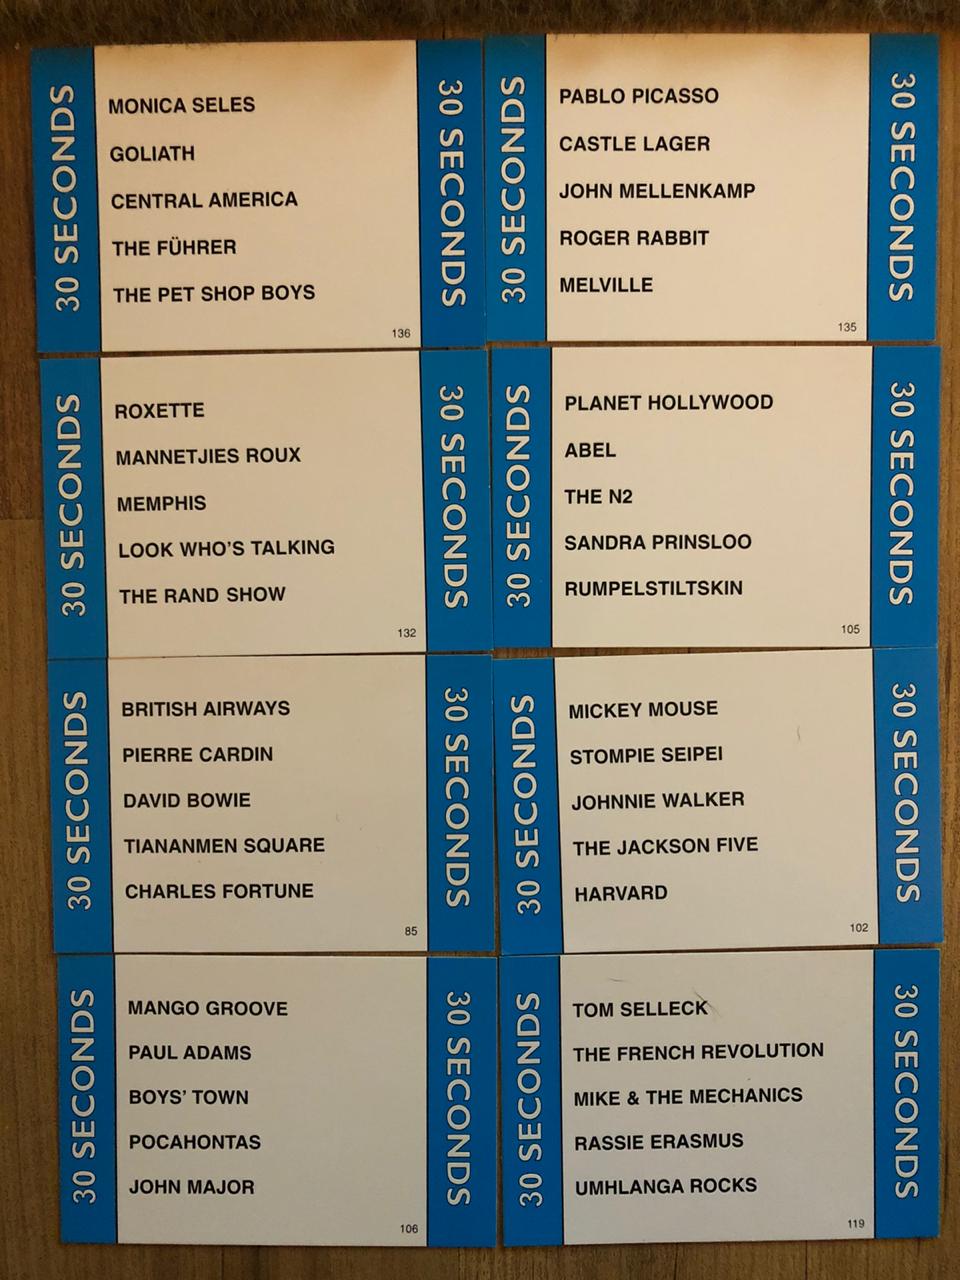 30 SECONDS
MONICA SELES
GOLIATH
CENTRAL AMERICA
THE FÜHRER
THE PET SHOP BOYS
136
30 SECONDS
30 SECONDS
PABLO PICASSO
CASTLE LAGER
JOHN MELLENKAMP
ROGER RABBIT
MELVILLE
135
30 SECONDS
30 SECONDS
ROXETTE
MANNETJIES ROUX
MEMPHIS
LOOK WHO'S TALKING
THE RAND SHOW
132
30 SECONDS
30 SECONDS
PLANET HOLLYWOOD
ABEL
THE N2
SANDRA PRINSLOO
RUMPELSTILTSKIN
105
30 SECONDS
30 SECONDS
BRITISH AIRWAYS
PIERRE CARDIN
DAVID BOWIE
TIANANMEN SQUARE
CHARLES FORTUNE
85
30 SECONDS
30 SECONDS
MICKEY MOUSE
STOMPIE SEIPEI
JOHNNIE WALKER
THE JACKSON FIVE
HARVARD
102
30 SECONDS
30 SECONDS
MANGO GROOVE
PAUL ADAMS
BOYS' TOWN
POCAHONTAS
JOHN MAJOR
106
30 SECONDS
30 SECONDS
TOM SELLECK
THE FRENCH REVOLUTION
MIKE & THE MECHANICS
RASSIE ERASMUS
UMHLANGA ROCKS
119
30 SECONDS